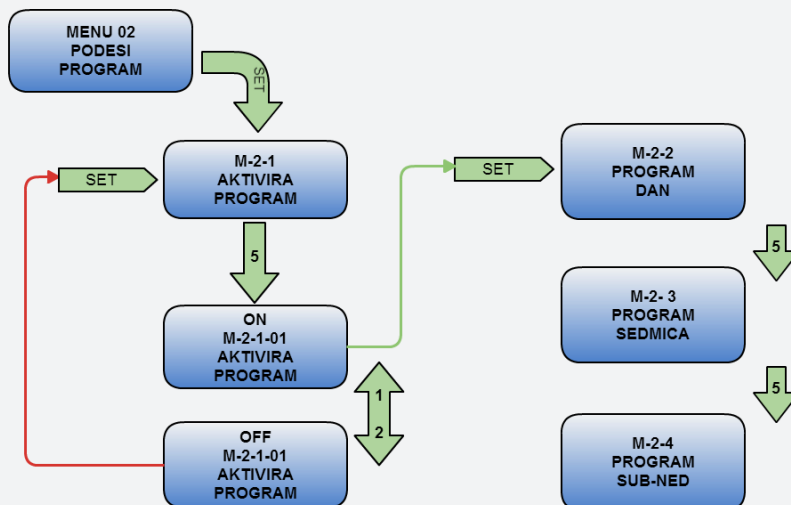 MENU 02
PODESI
PROGRAM
SET
M-2-1
AKTIVIRA
PROGRAM
SET
5
ON
M-2-1-01
AKTIVIRA
PROGRAM
1
2
OFF
M-2-1-01
AKTIVIRA
PROGRAM
SET
M-2-2
PROGRAM
DAN
5
M-2- 3
PROGRAM
SEDMICA
5
M-2-4
PROGRAM
SUB-NED